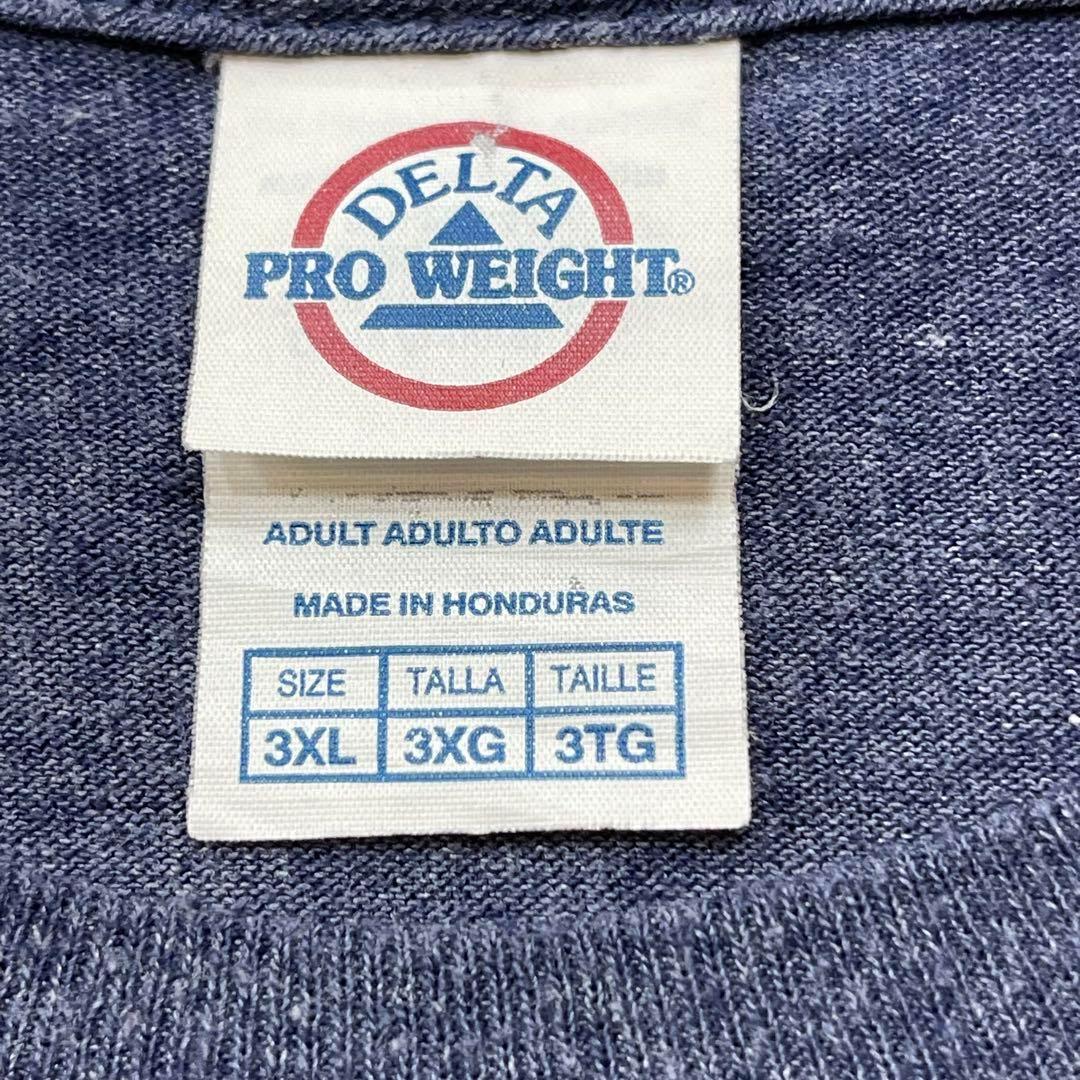 DELTA
PRO WEIGHT®
ADULT ADULTO ADULTE
MADE IN HONDURAS
SIZE TALLA TAILLE
3XL 3XG 3TG